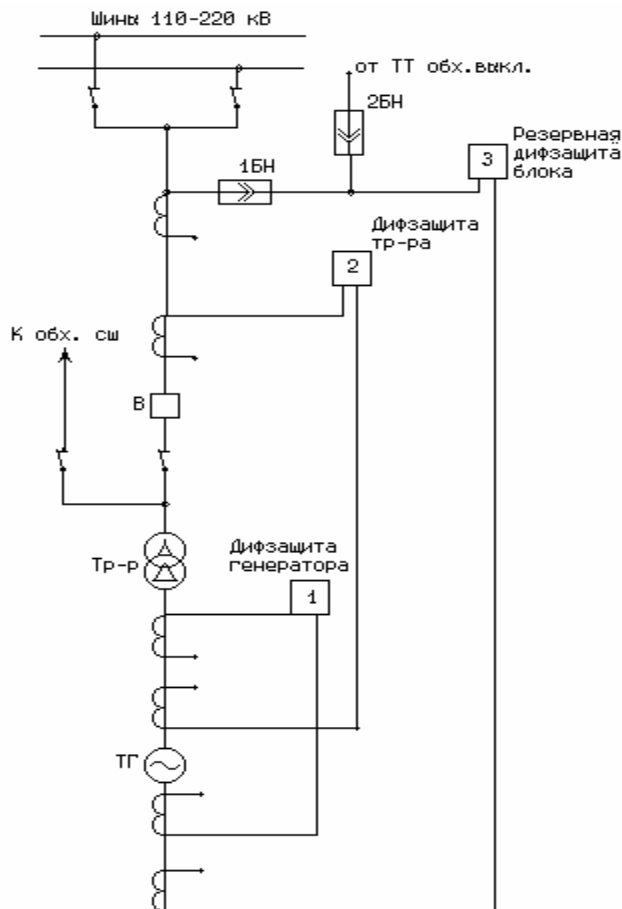 Шины 110-220 кВ
от ТТ обх.выкл.
2БН
Резервная
дифзащита
блока
3
1БН
Дифзащита
тр-ра
2
К обх. сш
В
Тр-р
Дифзащита
генератора
1
ТГ